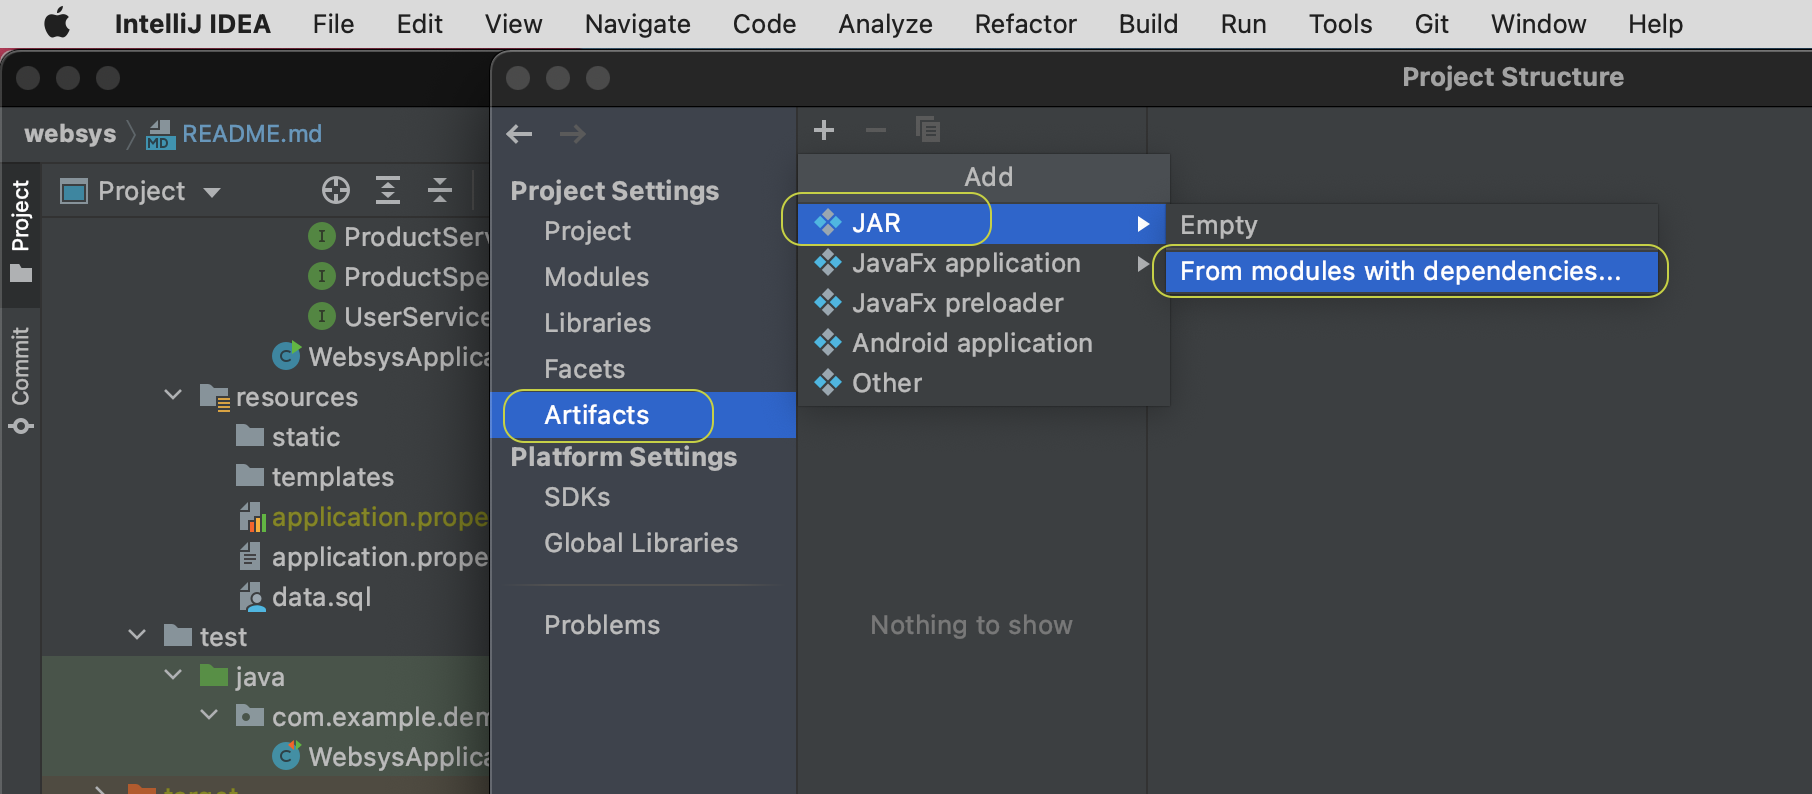 IntelliJ IDEA File Edit View Navigate Code Analyze Refactor Build Run Tools Git Window Help
Project Structure
websys README.md
MD
Project
Commit
Project
I ProductServ
I ProductSpe
I UserService
C WebsysApplica
resources
static
templates
application.prope
application.prope
data.sql
test
java
com.example.dem
C WebsysApplica
target
Project Settings
Project
Modules
Libraries
Facets
Artifacts
Platform Settings
SDKs
Global Libraries
Problems
Add
JAR
JavaFx application
JavaFx preloader
Android application
Other
Empty
From modules with dependencies...
Nothing to show